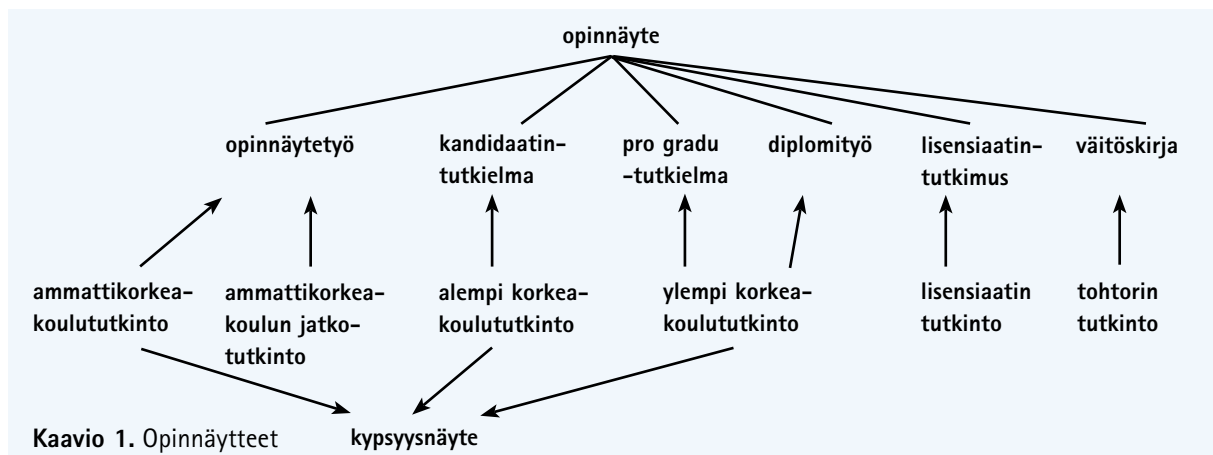 opinnäyte
opinnäytetyö
kandidaatin-
tutkielma
pro gradu
-tutkielma
diplomityö
lisensiaatin-
tutkimus
väitöskirja
ammattikorkea-
koulututkinto
ammattikorkea-
koulun jatko-
tutkinto
alempi korkea-
koulututkinto
ylempi korkea-
koulututkinto
lisensiaatin
tutkinto
tohtorin
tutkinto
Kaavio 1. Opinnäytteet
kypsyysnäyte